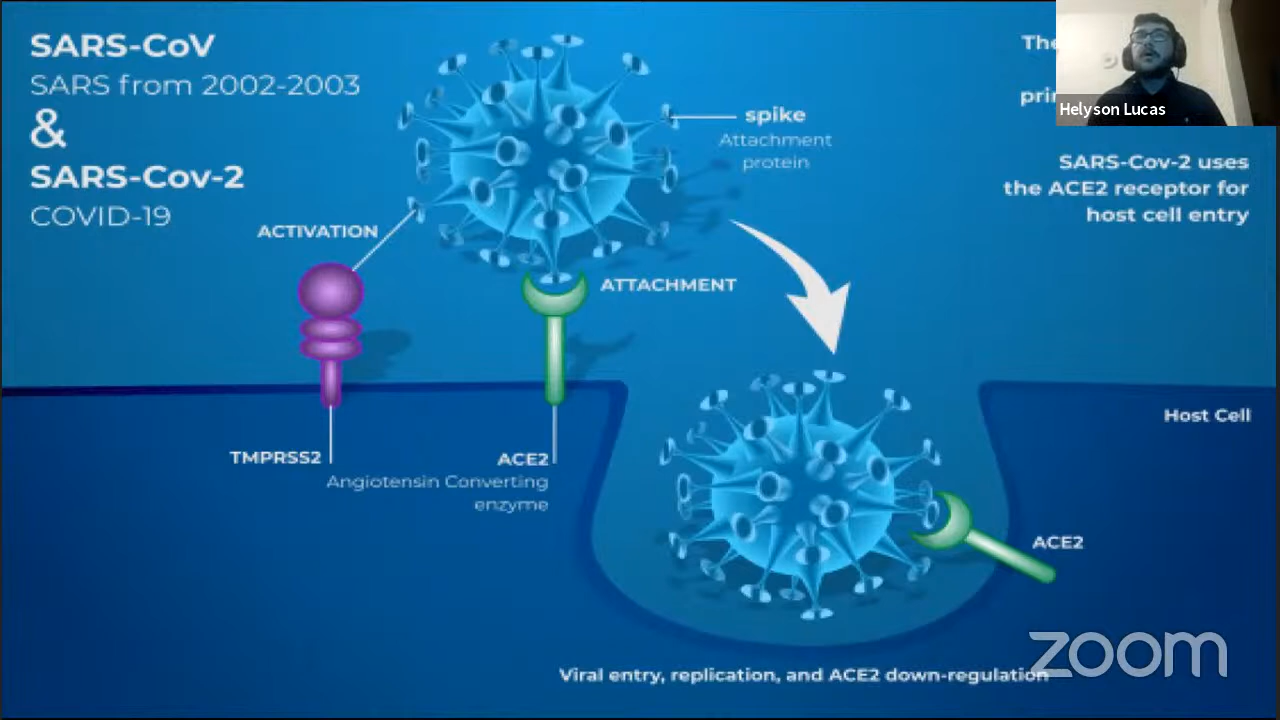 SARS-CoV
SARS from 2002-2003
&
SARS-Cov-2
COVID-19
The
Helyson Lucas
SARS-Cov-2 uses
the ACE2 receptor for
host cell entry
spike
Attachment
protein
ACTIVATION
ATTACHMENT
TMPRSS2
ACE2
Angiotensin Converting
enzyme
Host Cell
ACE2
Viral entry, replication, and ACE2 down-regulation
zoom